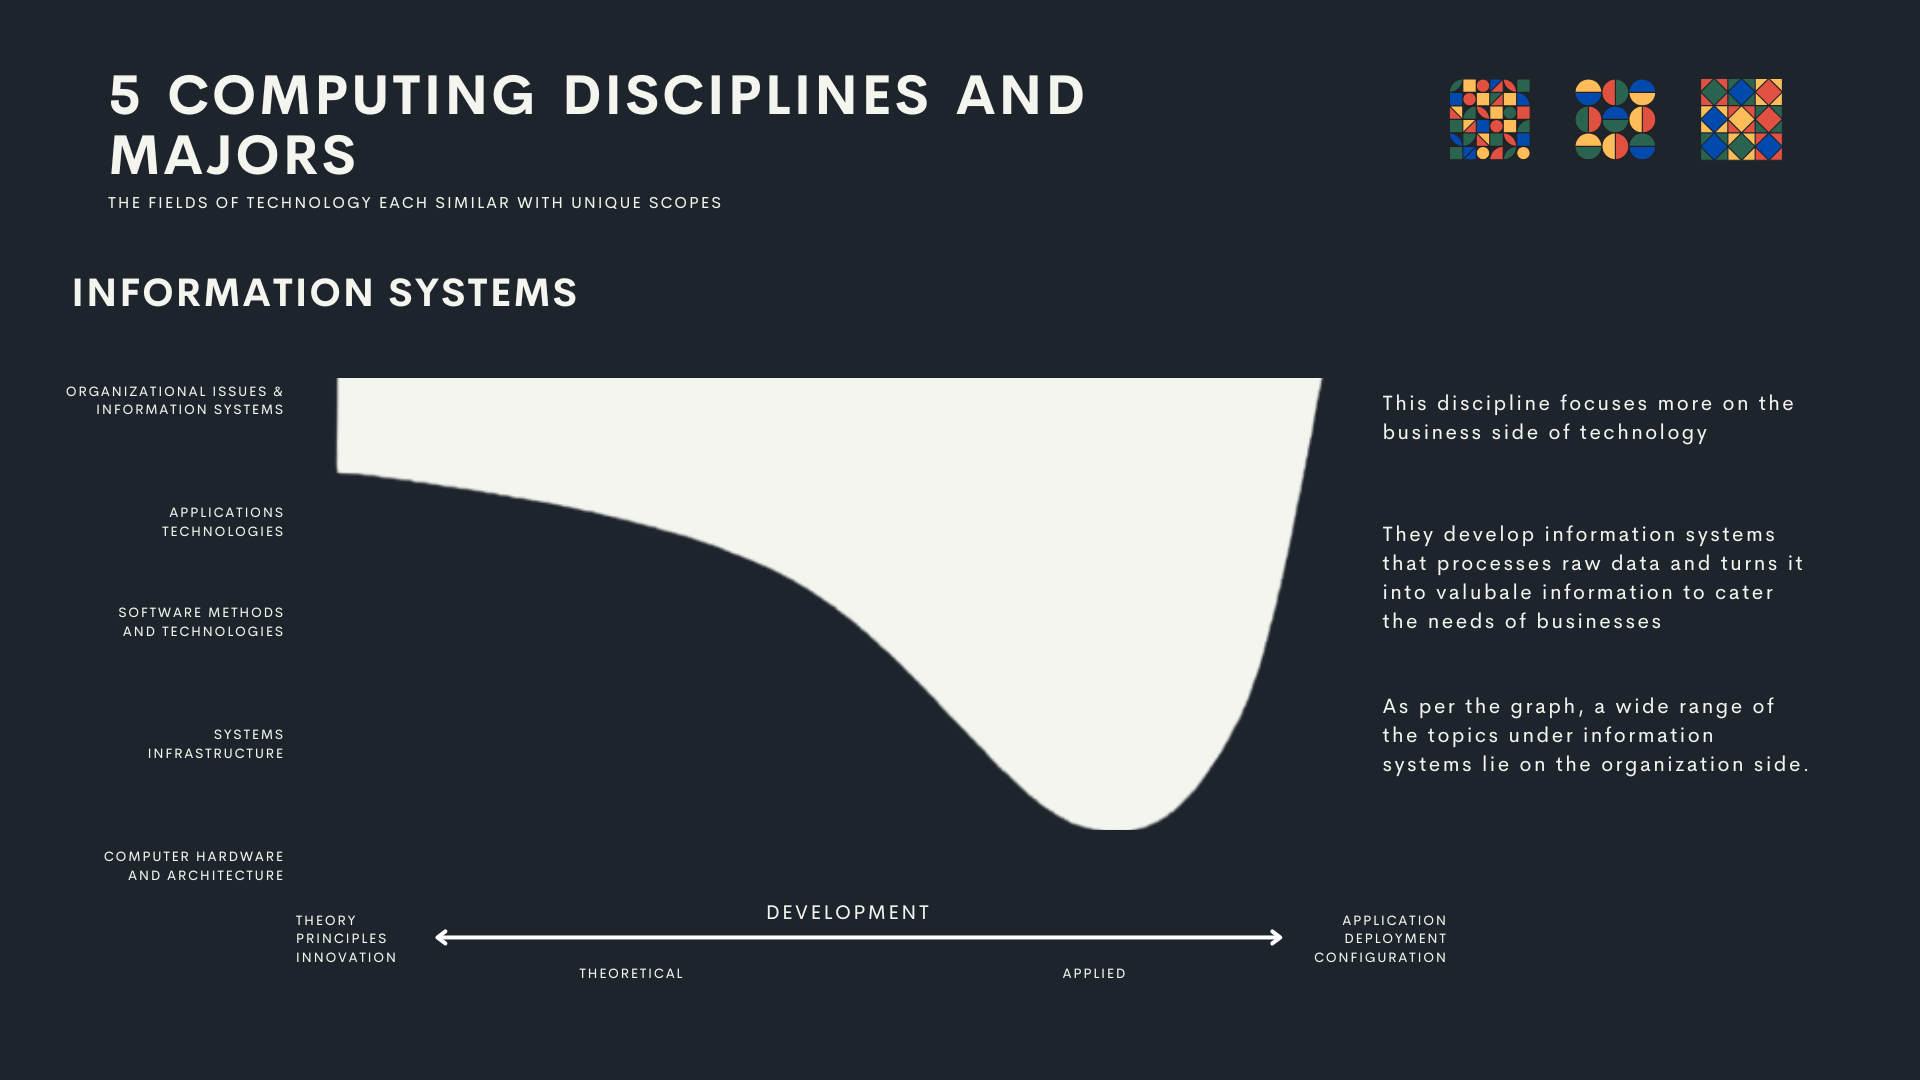 5 COMPUTING DISCIPLINES AND
MAJORS
THE FIELDS OF TECHNOLOGY EACH SIMILAR WITH UNIQUE SCOPES
INFORMATION SYSTEMS
ORGANIZATIONAL ISSUES &
INFORMATION SYSTEMS
APPLICATIONS
TECHNOLOGIES
SOFTWARE METHODS
AND TECHNOLOGIES
SYSTEMS
INFRASTRUCTURE
COMPUTER HARDWARE
AND ARCHITECTURE
This discipline focuses more on the
business side of technology
They develop information systems
that processes raw data and turns it
into valubale information to cater
the needs of businesses
As per the graph, a wide range of
the topics under information
systems lie on the organization side.
THEORY
PRINCIPLES
INNOVATION
DEVELOPMENT
THEORETICAL
APPLIED
APPLICATION
DEPLOYMENT
CONFIGURATION